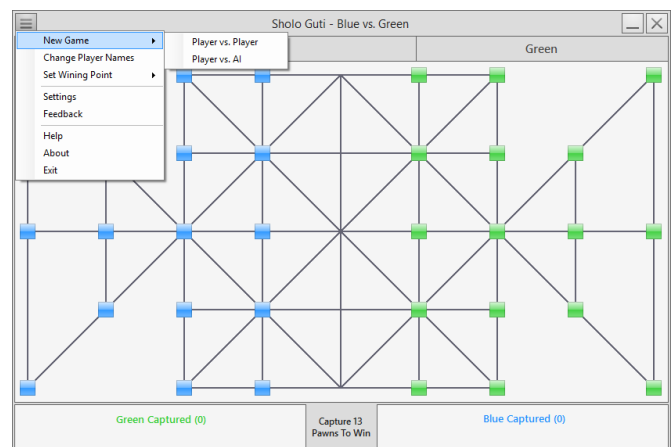 Sholo Guti - Blue vs. Green
New Game
Player vs. Player
Green
Change Player Names
Player vs. AI
Set Wining Point
Settings
Feedback
Help
About
Exit
Green Captured (0)
Capture 13
Pawns To Win
Blue Captured (0)